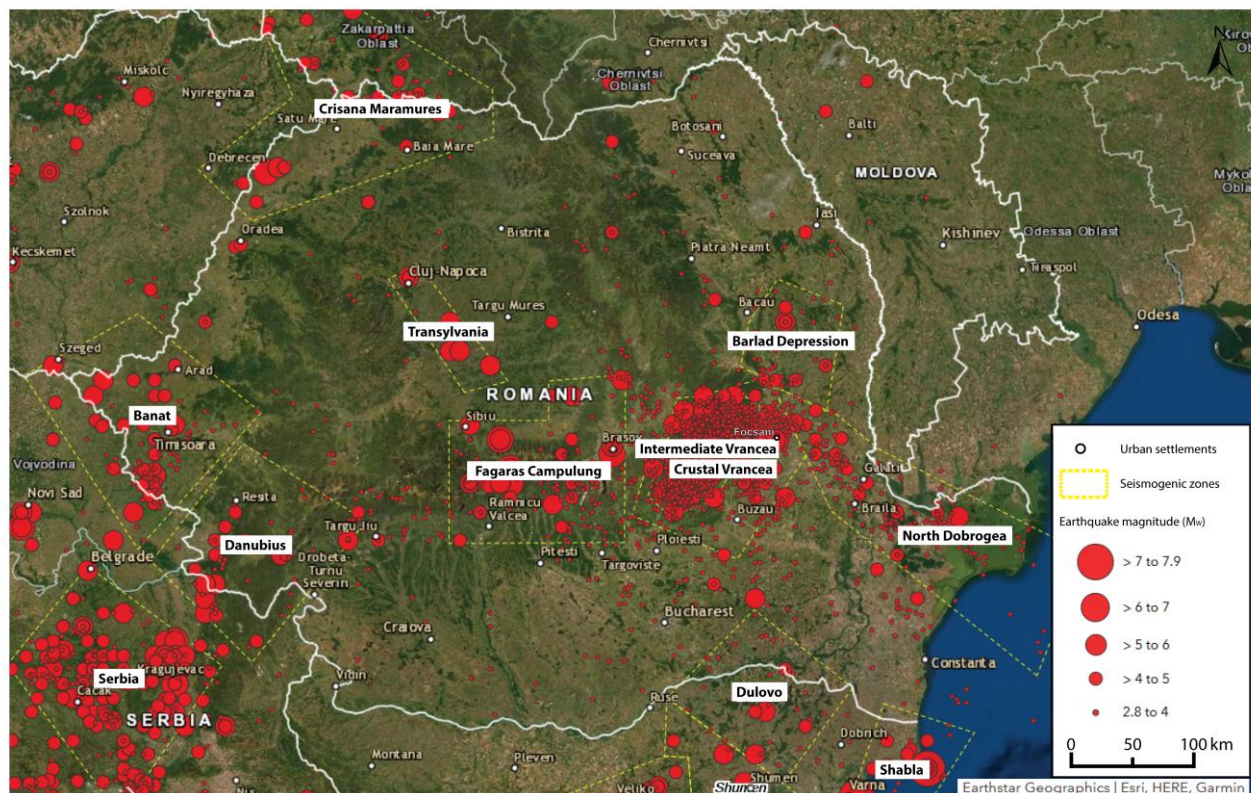 Zakarpattia
Oblast
Chernivtsi
Chernivtsi
Oblast
Miskolc
Nyiregyhaza
Crisana Maramures
Satu Mare
Botosani
Balti
Baia Mare
Suceava
Debrecen
MOLDOVA
Szolnok
Iasi
Oradea
Bistrita
Piatra Neamt
Kishinev
Odessa Oblast
Kecskemet
Tiraspol
Cluj-Napoca
Targu Mures
Bacau
Odesa
Transylvania
Barlad Depression
Szeged
Arad
ROMANIA
Banat
Timisoara
Sibiu
Brasov
Focsani
Intermediate Vrancea
Crustal Vrancea
Vojvodina
Fagaras Campulung
Galati
Novi Sad
Resita
Ramnicu
Valcea
Buzau
Braila
Targu Jiu
North Dobrogea
Danubius
Drobeta-
Turnu
Severin
Pitesti
Ploiesti
Targoviste
Belgrade
Bucharest
Craiova
Constanta
Kragujevac
Serbia
Cacak
Vidin
Ruse
Dulovo
SERBIA
Dobrich
Montana
Pleven
Shumen
Shumen
Varna
Shabla
Veliko
Nis
Urban settlements
Seismogenic zones
Earthquake magnitude (Mw)
> 7 to 7.9
> 6 to 7
> 5 to 6
> 4 to 5
2.8 to 4
0 50 100 km
N
Earthstar Geographics | Esri, HERE, Garmin